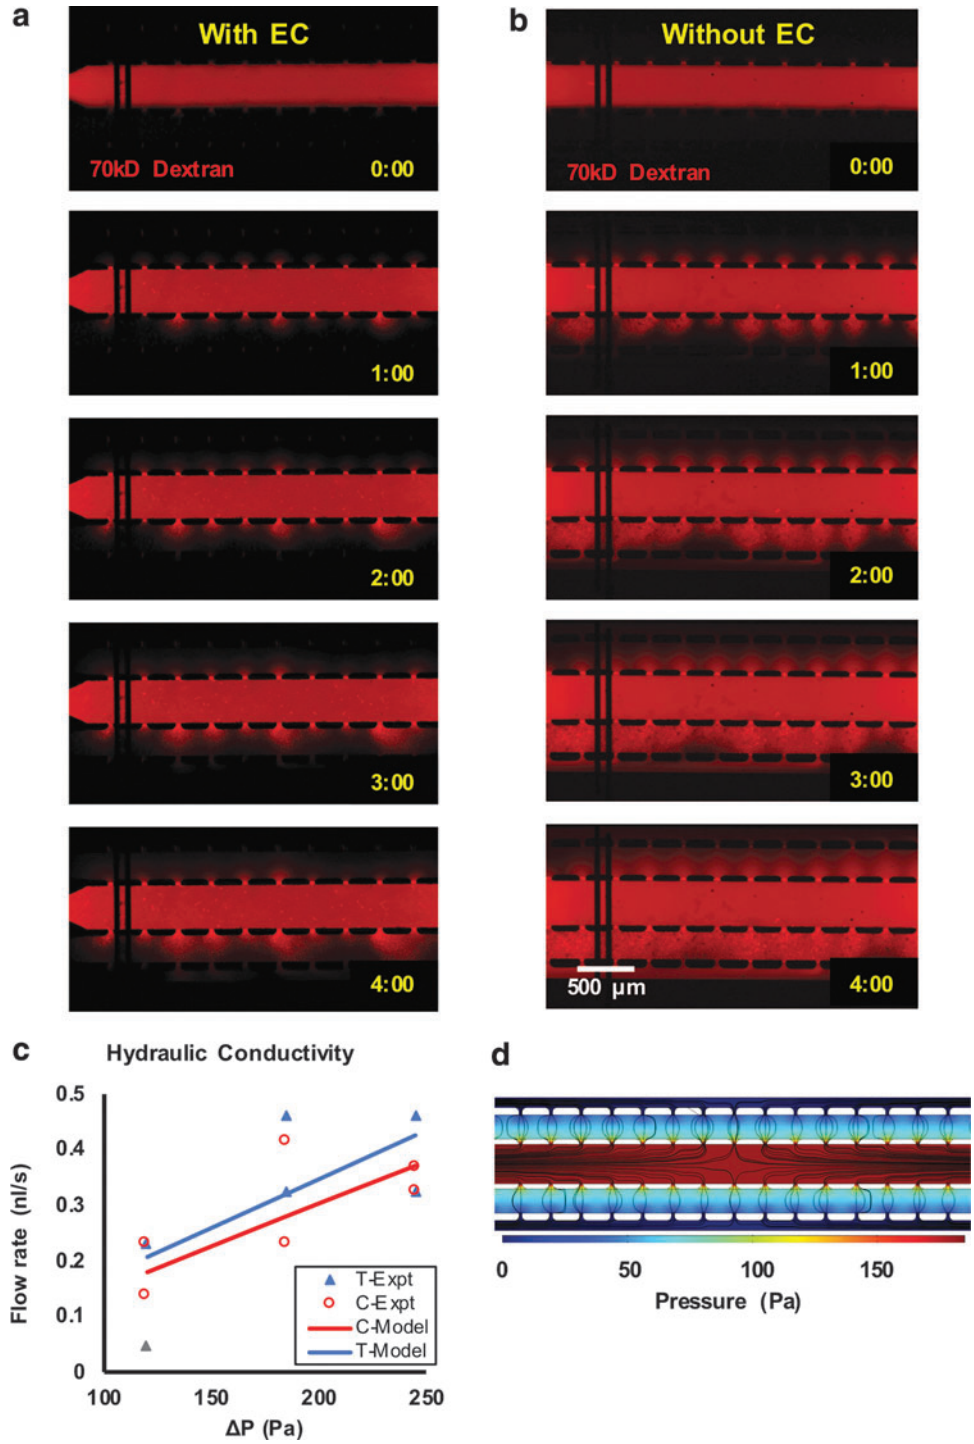 a
With EC
70kD Dextran
0:00
1:00
2:00
3:00
4:00
b
Without EC
70kD Dextran
0:00
1:00
2:00
3:00
500 µm
4:00
c
Hydraulic Conductivity
0.5
0.4
0.3
0.2
0.1
0
100
150
200
250
Flow rate (nl/s)
ΔP (Pa)
T-Expt
C-Expt
C-Model
T-Model
d
0
50
100
150
Pressure (Pa)